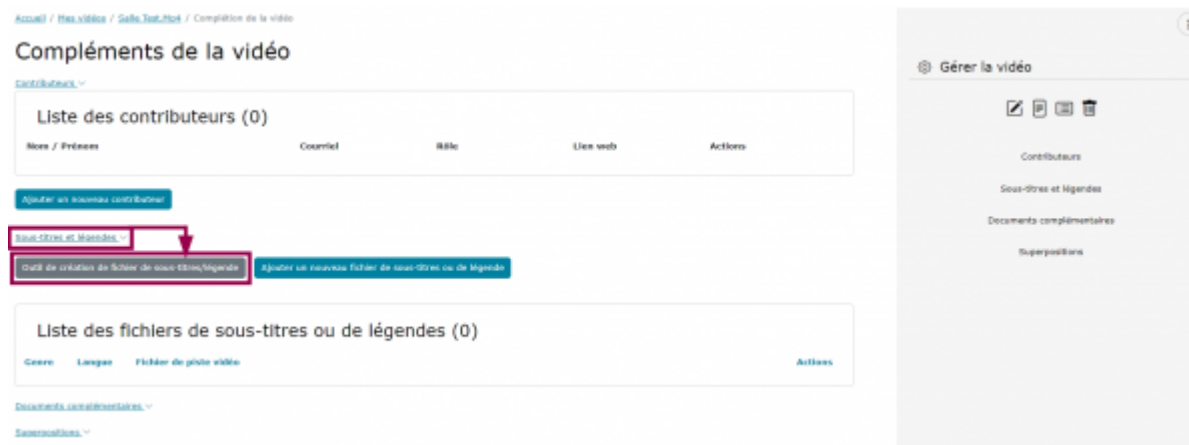 Accueil / Mes vidéos / Salle_Test.Mp4 / Complétion de la vidéo
Compléments de la vidéo
Contributeurs
Liste des contributeurs (0)
Nom / Prénom Courriel Rôle Lien web Actions
Ajouter un nouveau contributeur
Sous-titres et légendes
Outil de création de fichier de sous-titres/légende Ajouter un nouveau fichier de sous-titres ou de légende
Liste des fichiers de sous-titres ou de légendes (0)
Genre Langue Fichier de piste vidéo Actions
Documents complémentaires
Superpositions
Gérer la vidéo
Contributeurs
Sous-titres et légendes
Documents complémentaires
Superpositions